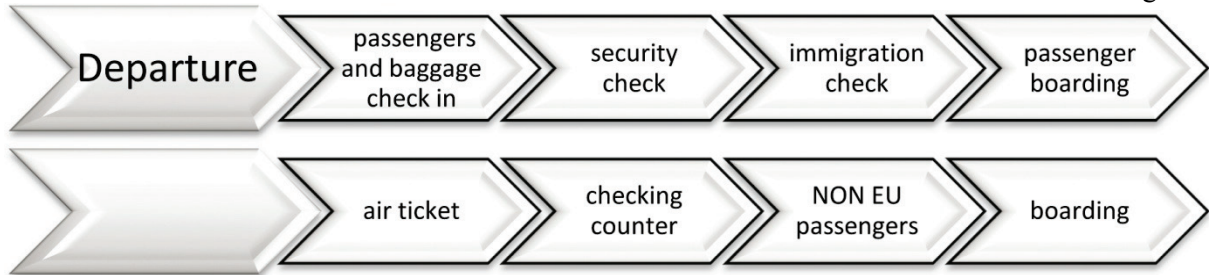 Departure
passengers
and baggage
check in
security
check
immigration
check
passenger
boarding
air ticket
checking
counter
NON EU
passengers
boarding